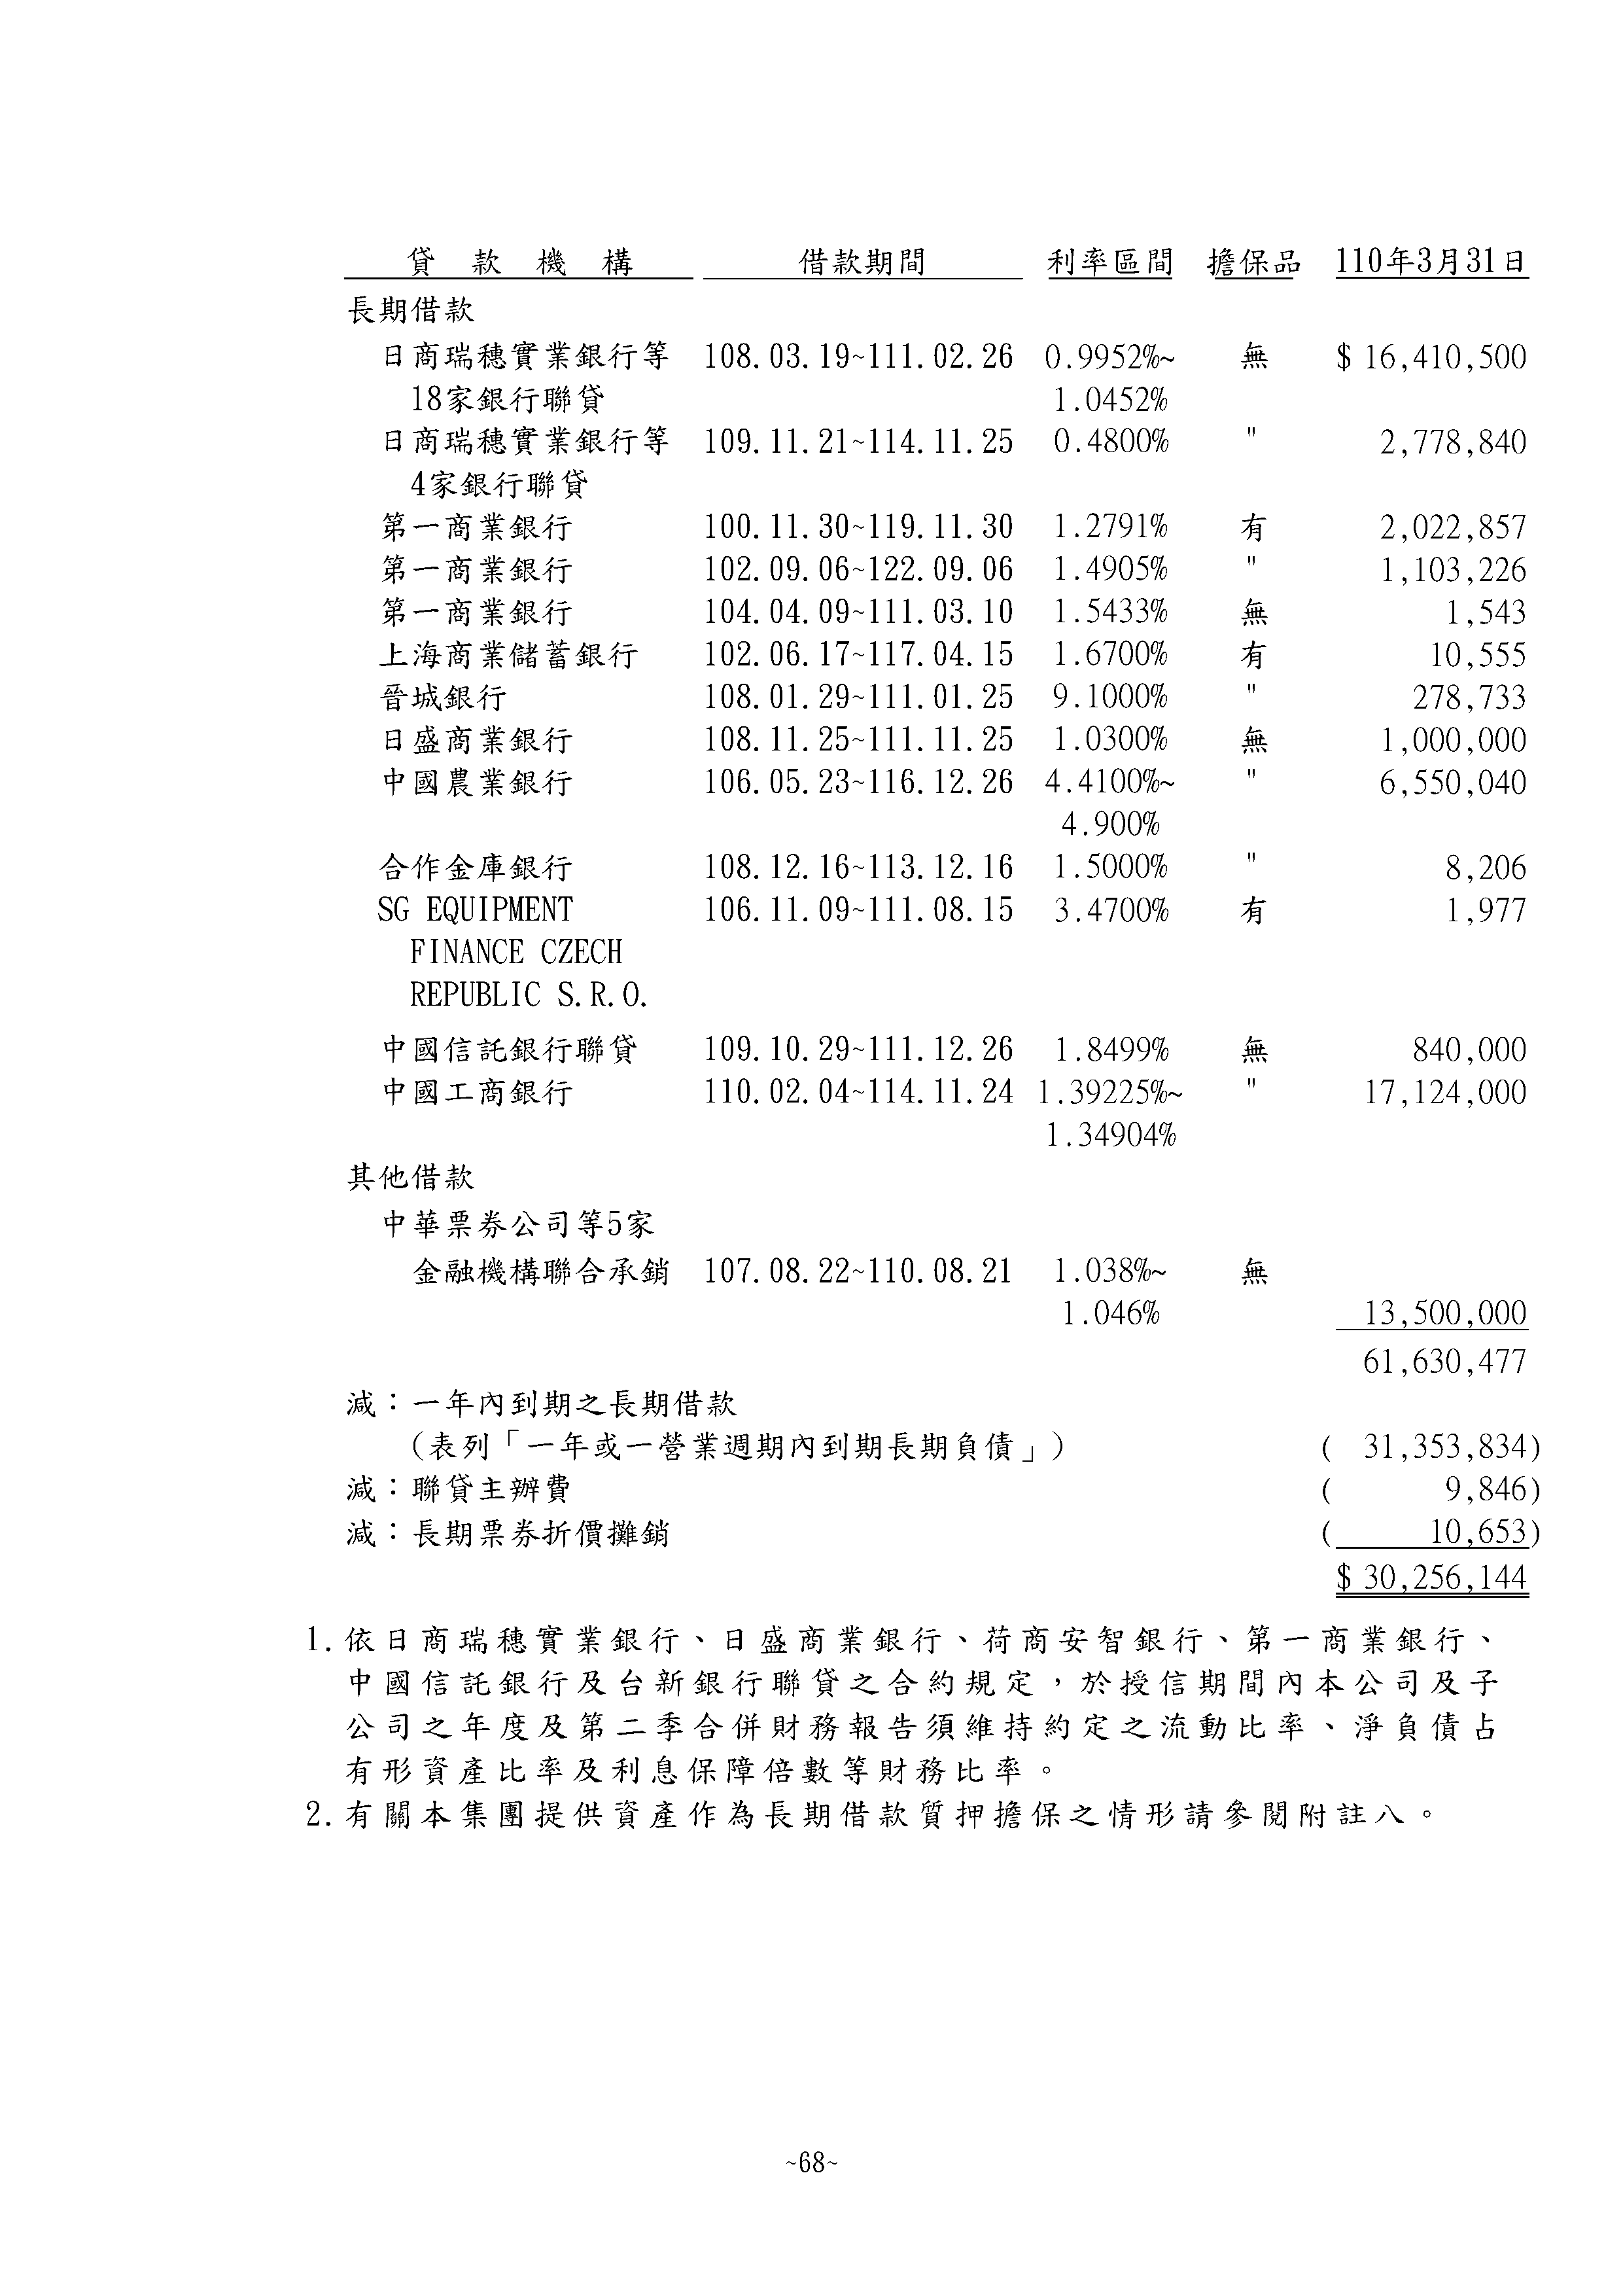 貸 款 機 構 借款期間 利率區間 擔保品 110年3月31日
長期借款
日商瑞穗實業銀行等 108.03.19~111.02.26 0.9952%~ 無 $ 16,410,500
18家銀行聯貸 1.0452%
日商瑞穗實業銀行等 109.11.21~114.11.25 0.4800% " 2,778,840
4家銀行聯貸
第一商業銀行 100.11.30~119.11.30 1.2791% 有 2,022,857
第一商業銀行 102.09.06~122.09.06 1.4905% " 1,103,226
第一商業銀行 104.04.09~111.03.10 1.5433% 無 1,543
上海商業儲蓄銀行 102.06.17~117.04.15 1.6700% 有 10,555
晉城銀行 108.01.29~111.01.25 9.1000% " 278,733
日盛商業銀行 108.11.25~111.11.25 1.0300% 無 1,000,000
中國農業銀行 106.05.23~116.12.26 4.4100%~ " 6,550,040
4.900%
合作金庫銀行 108.12.16~113.12.16 1.5000% " 8,206
SG EQUIPMENT 106.11.09~111.08.15 3.4700% 有 1,977
FINANCE CZECH
REPUBLIC S.R.O.
中國信託銀行聯貸 109.10.29~111.12.26 1.8499% 無 840,000
中國工商銀行 110.02.04~114.11.24 1.39225%~ " 17,124,000
1.34904%
其他借款
中華票券公司等5家
金融機構聯合承銷 107.08.22~110.08.21 1.038%~ 無
1.046% 13,500,000
61,630,477
減：一年內到期之長期借款
(表列「一年或一營業週期內到期長期負債」) ( 31,353,834)
減：聯貸主辦費 ( 9,846)
減：長期票券折價攤銷 ( 10,653)
$ 30,256,144
1.依日商瑞穗實業銀行、日盛商業銀行、荷商安智銀行、第一商業銀行、
中國信託銀行及台新銀行聯貸之合約規定，於授信期間內本公司及子
公司之年度及第二季合併財務報告須維持約定之流動比率、淨負債占
有形資產比率及利息保障倍數等財務比率。
2.有關本集團提供資產作為長期借款質押擔保之情形請參閱附註八。
~68~